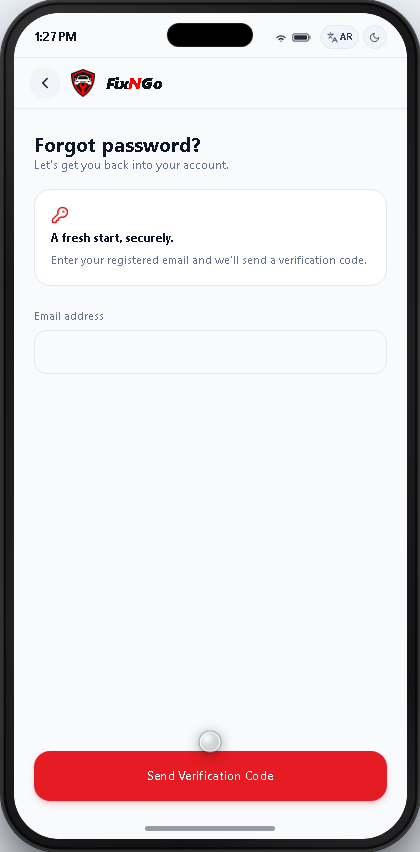 1:27 PM
AR
FixNGo
Forgot password?
Let's get you back into your account.
A fresh start, securely.
Enter your registered email and we'll send a verification code.
Email address
Send Verification Code